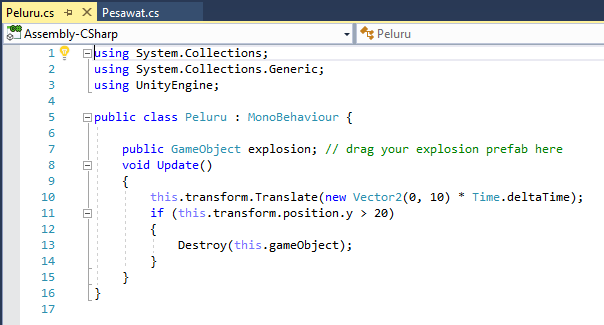 Peluru.cs Pesawat.cs
Assembly-CSharp Peluru
1 using System.Collections;
2 using System.Collections.Generic;
3 using UnityEngine;
4
5 public class Peluru : MonoBehaviour {
6
7 public GameObject explosion; // drag your explosion prefab here
8 void Update()
9 {
10 this.transform.Translate(new Vector2(0, 10) * Time.deltaTime);
11 if (this.transform.position.y > 20)
12 {
13 Destroy(this.gameObject);
14 }
15 }
16 }
17